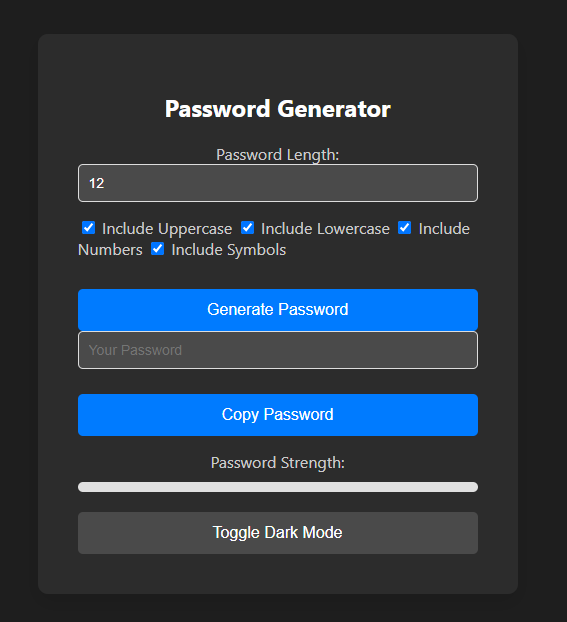 Password Generator
Password Length:
12
Include Uppercase Include Lowercase Include
Numbers Include Symbols
Generate Password
Your Password
Copy Password
Password Strength:
Toggle Dark Mode